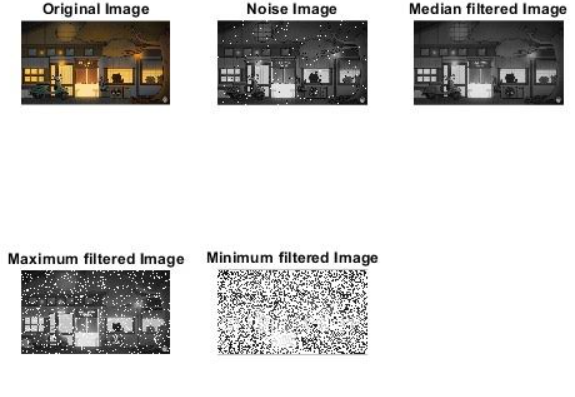 Original Image
Noise Image
Median filtered Image
Maximum filtered Image
Minimum filtered Image